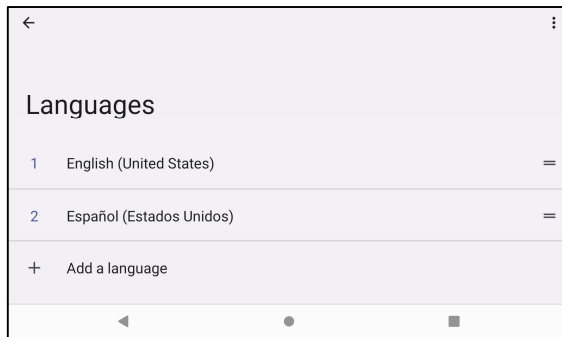 Languages
1 English (United States)
2 Español (Estados Unidos)
Add a language